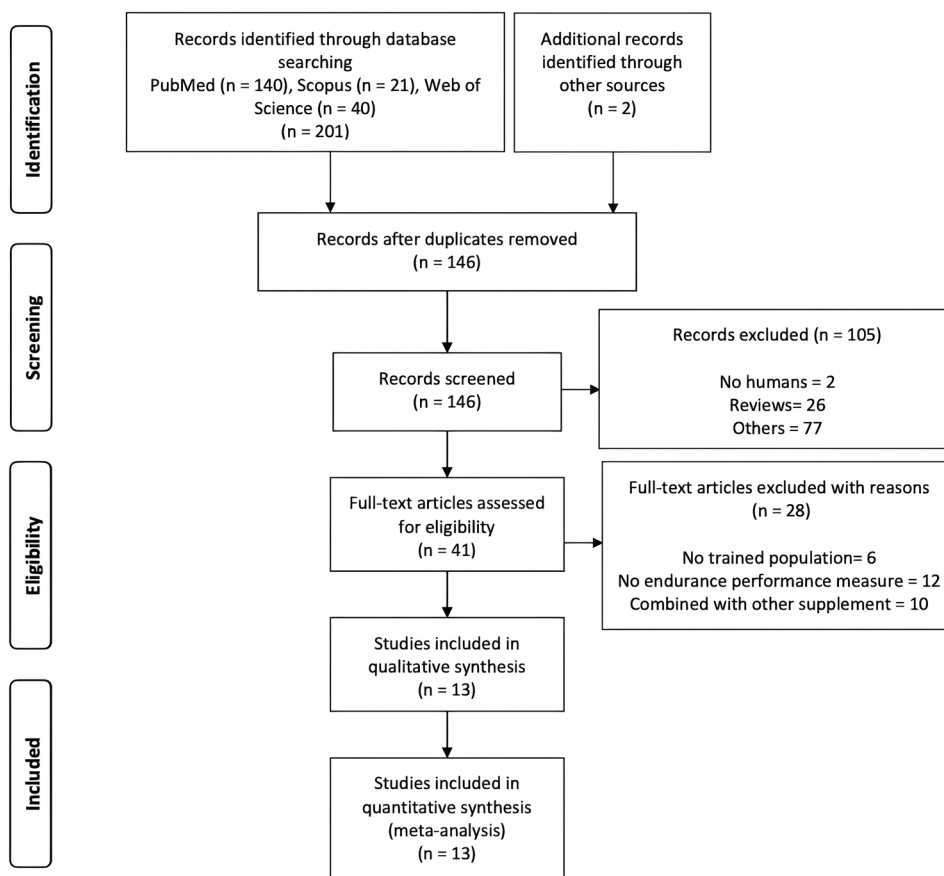 Identification
Records identified through database
searching
PubMed (n = 140), Scopus (n = 21), Web of
Science (n = 40)
(n = 201)
Additional records
identified through
other sources
(n = 2)
Records after duplicates removed
(n = 146)
Screening
Records screened
(n = 146)
Records excluded (n = 105)
No humans = 2
Reviews= 26
Others = 77
Eligibility
Full-text articles assessed
for eligibility
(n = 41)
Full-text articles excluded with reasons
(n = 28)
No trained population= 6
No endurance performance measure = 12
Combined with other supplement = 10
Studies included in
qualitative synthesis
(n = 13)
Included
Studies included in
quantitative synthesis
(meta-analysis)
(n = 13)